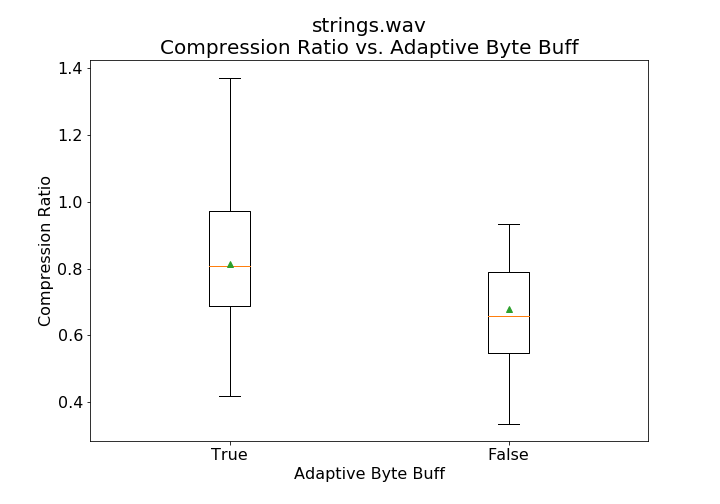 strings.wav
Compression Ratio vs. Adaptive Byte Buff
Compression Ratio
1.4
1.2
1.0
0.8
0.6
0.4
True
False
Adaptive Byte Buff